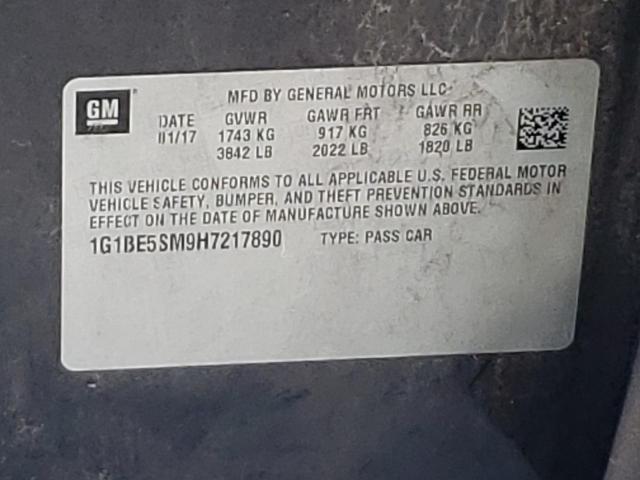 GM
MFD BY GENERAL MOTORS LLC
DATE GVWR GAWR FRT GAWR RR
01/17 1743 KG 917 KG 826 KG
3842 LB 2022 LB 1820 LB
THIS VEHICLE CONFORMS TO ALL APPLICABLE U.S. FEDERAL MOTOR
VEHICLE SAFETY, BUMPER, AND THEFT PREVENTION STANDARDS IN
EFFECT ON THE DATE OF MANUFACTURE SHOWN ABOVE.
1G1BE5SM9H7217890 TYPE: PASS CAR